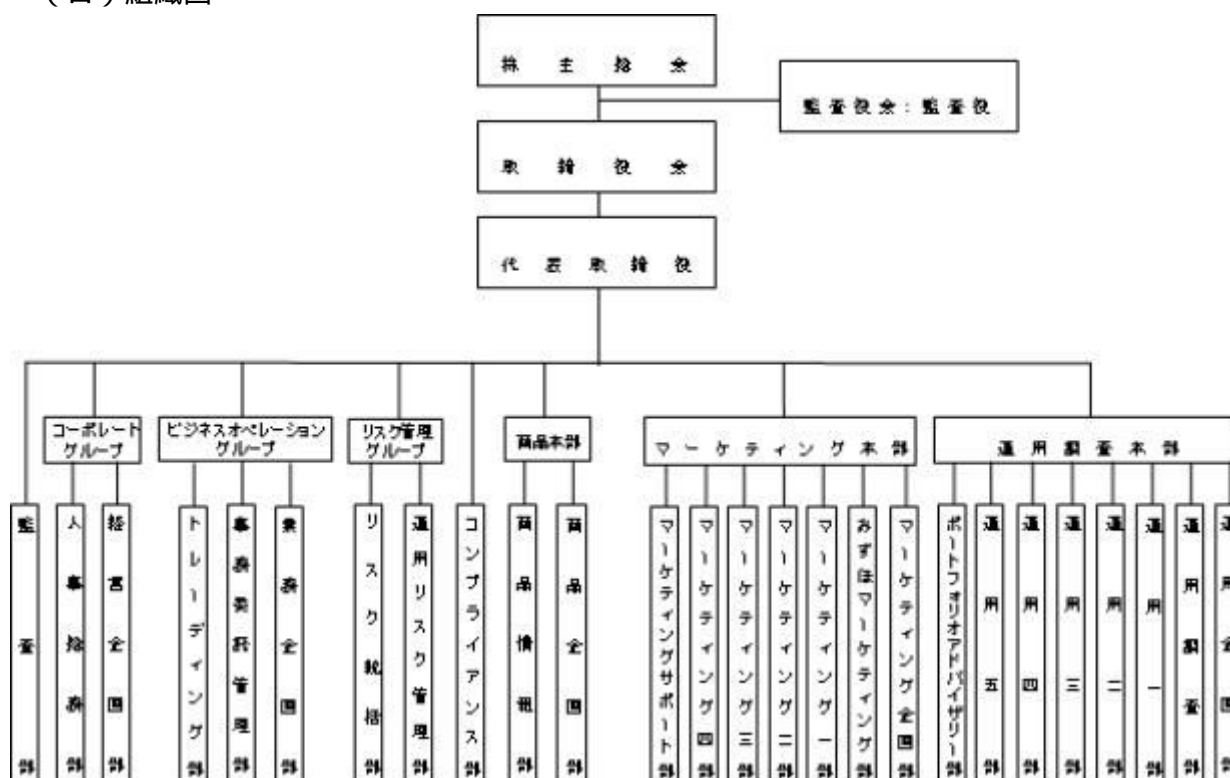 組織図
株主総会
監査役会:監査役
取締役会
代表取締役
コーポレート
グループ
ビジネスオペレーション
グループ
リスク管理
グループ
商品本部
マーケティング本部
運用調査本部
監査部
人事総務部
経営企画部
トレーディング部
事務委託管理部
業務企画部
リスク統括部
運用リスク管理部
コンプライアンス部
商品情報部
商品企画部
マーケティングサポート部
マーケティング四部
マーケティング三部
マーケティング二部
マーケティング一部
みずほマーケティング部
マーケティング企画部
ポートフォリオアドバイザリー部
運用五部
運用四部
運用三部
運用二部
運用一部
運用調査部
運用企画部